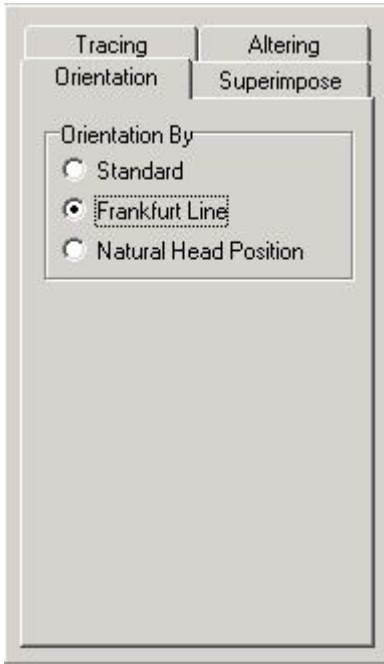 Tracing Altering
Orientation Superimpose
Orientation By
Standard
Frankfurt Line
Natural Head Position